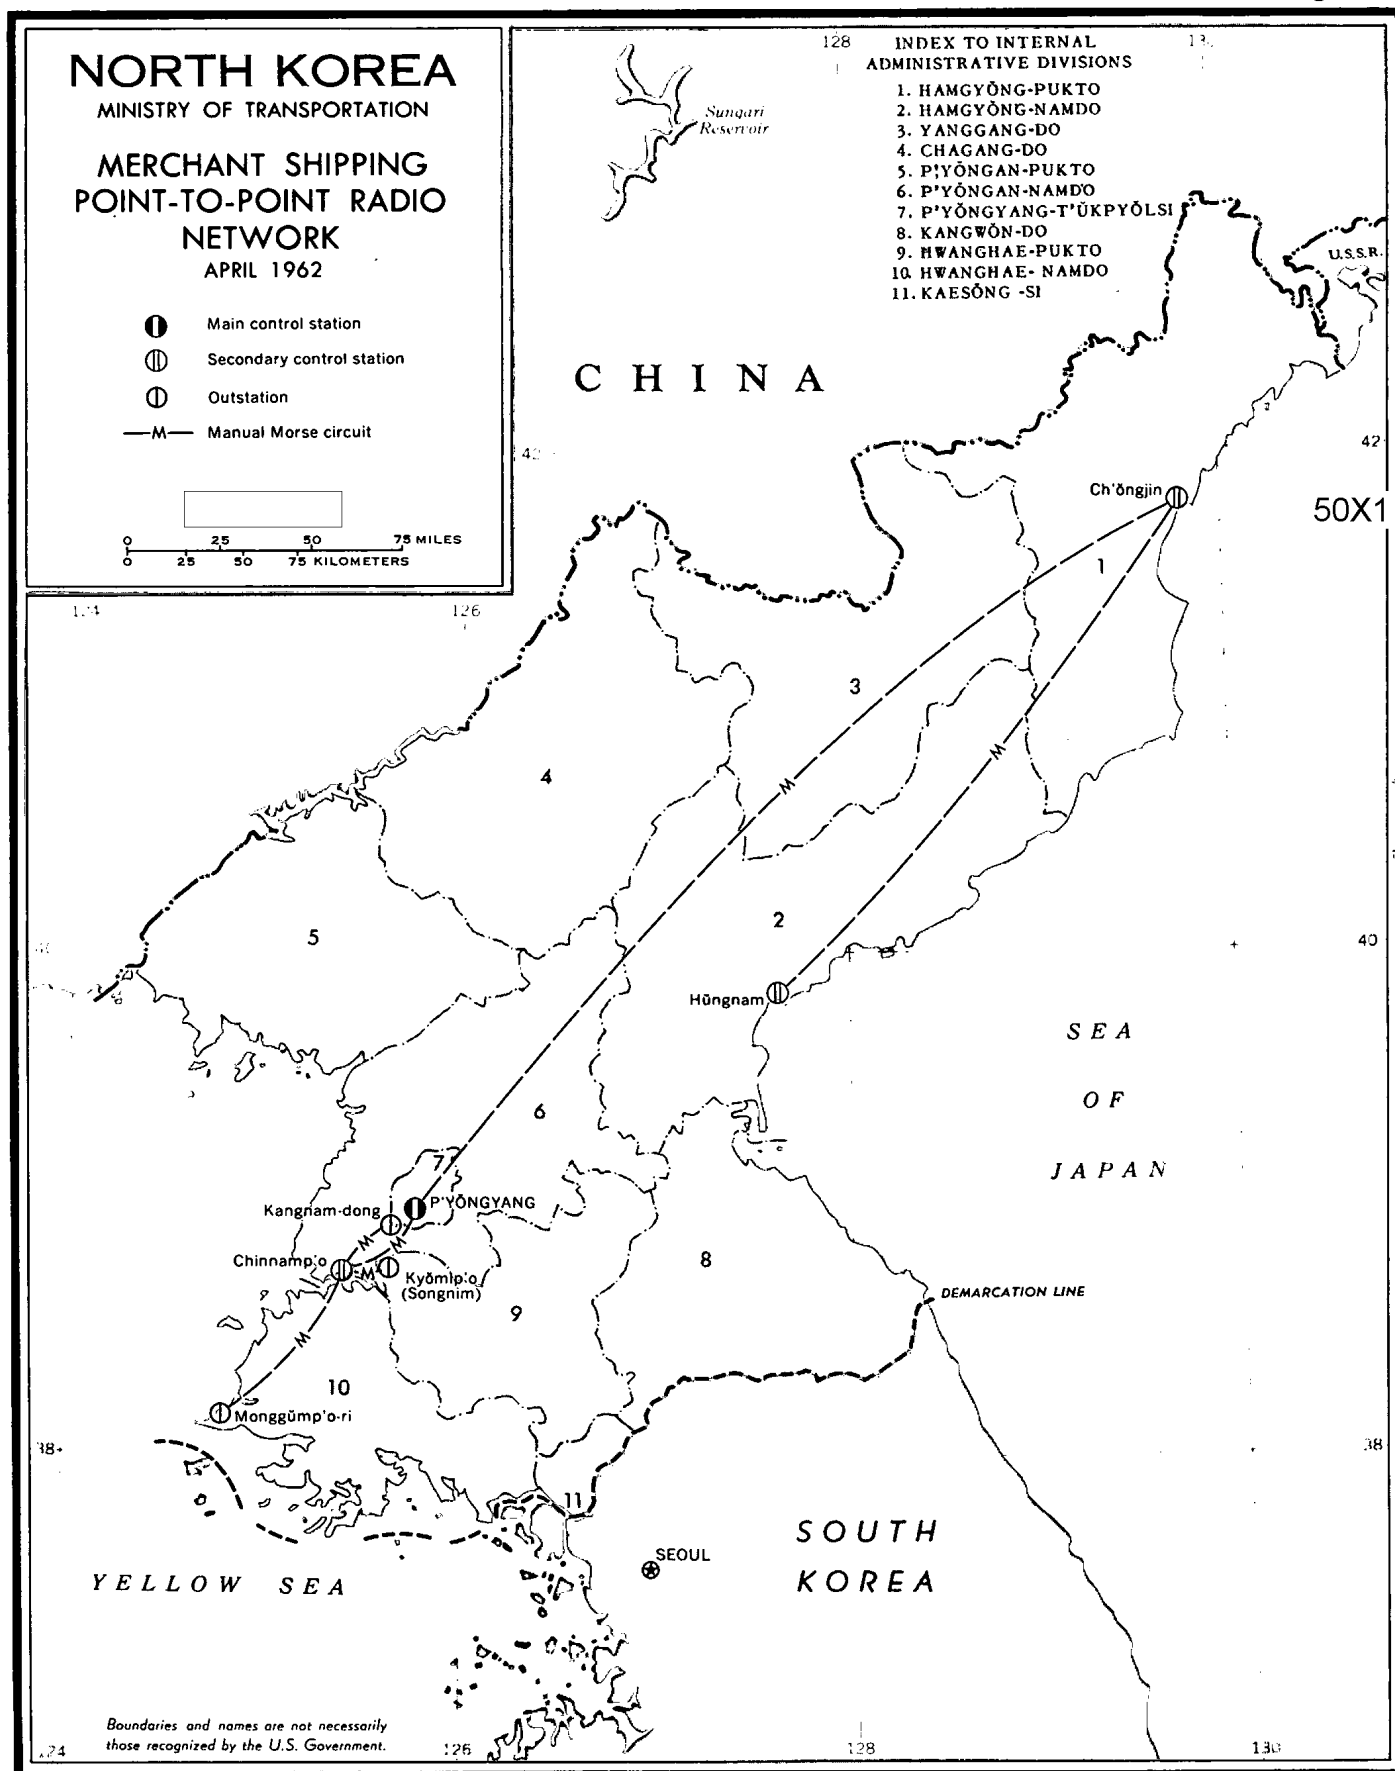 NORTH KOREA
MINISTRY OF TRANSPORTATION
MERCHANT SHIPPING
POINT-TO-POINT RADIO
NETWORK
APRIL 1962
Main control station
Secondary control station
Outstation
M Manual Morse circuit
0 25 50 75 MILES
0 25 50 75 KILOMETERS
128
INDEX TO INTERNAL
ADMINISTRATIVE DIVISIONS
1. HAMGYŎNG-PUKTO
2. HAMGYŎNG-NAMDO
3. YANGGANG-DO
4. CHAGANG-DO
5. P'YŎNGAN-PUKTO
6. P'YŎNGAN-NAMDO
7. P'YŎNGYANG-T'ŬKPYŎLSI
8. KANGWŎN-DO
9. HWANGHAE-PUKTO
10. HWANGHAE-NAMDO
11. KAESŎNG-SI
Sungari
Reservoir
U.S.S.R.
CHINA
42
42
Ch'ŏngjin
50X1
1
124
126
3
M
M
4
2
5
40
40
Hŭngnam
SEA
OF
JAPAN
6
7
P'YŎNGYANG
Kangnam-dong
M
M
Chinnamp'o
M
Kyŏmip'o
(Songnim)
8
9
DEMARCATION LINE
M
10
Monggŭmp'o-ri
38
38
11
SOUTH
KOREA
SEOUL
YELLOW SEA
Boundaries and names are not necessarily
those recognized by the U.S. Government.
124
126
128
130